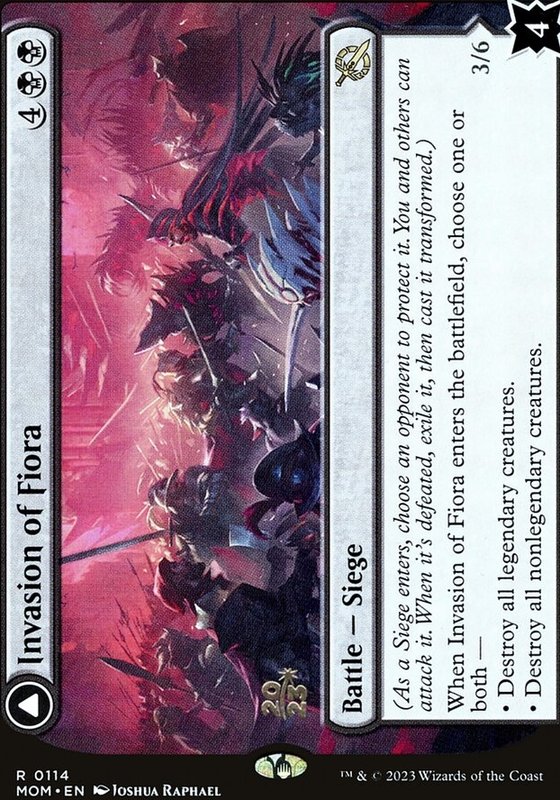 Invasion of Fiora
4
2023
Battle — Siege
(As a Siege enters, choose an opponent to protect it. You and others can
attack it. When it's defeated, exile it, then cast it transformed.)
When Invasion of Fiora enters the battlefield, choose one or
both —
• Destroy all legendary creatures.
• Destroy all nonlegendary creatures.
3/6
4
R 0114
MOM • EN JOSHUA RAPHAEL
™ & © 2023 Wizards of the Coast